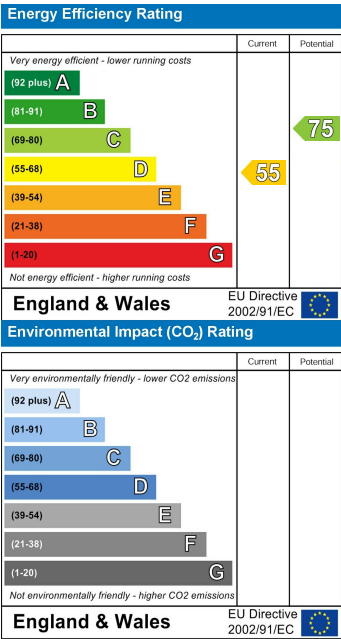 Energy Efficiency Rating
Current Potential
Very energy efficient - lower running costs
(92 plus) A
(81-91) B
(69-80) C
75
(55-68) D
55
(39-54) E
(21-38) F
(1-20) G
Not energy efficient - higher running costs
England & Wales
EU Directive
2002/91/EC
Environmental Impact (CO₂) Rating
Current Potential
Very environmentally friendly - lower CO2 emissions
(92 plus) A
(81-91) B
(69-80) C
(55-68) D
(39-54) E
(21-38) F
(1-20) G
Not environmentally friendly - higher CO2 emissions
England & Wales
EU Directive
2002/91/EC